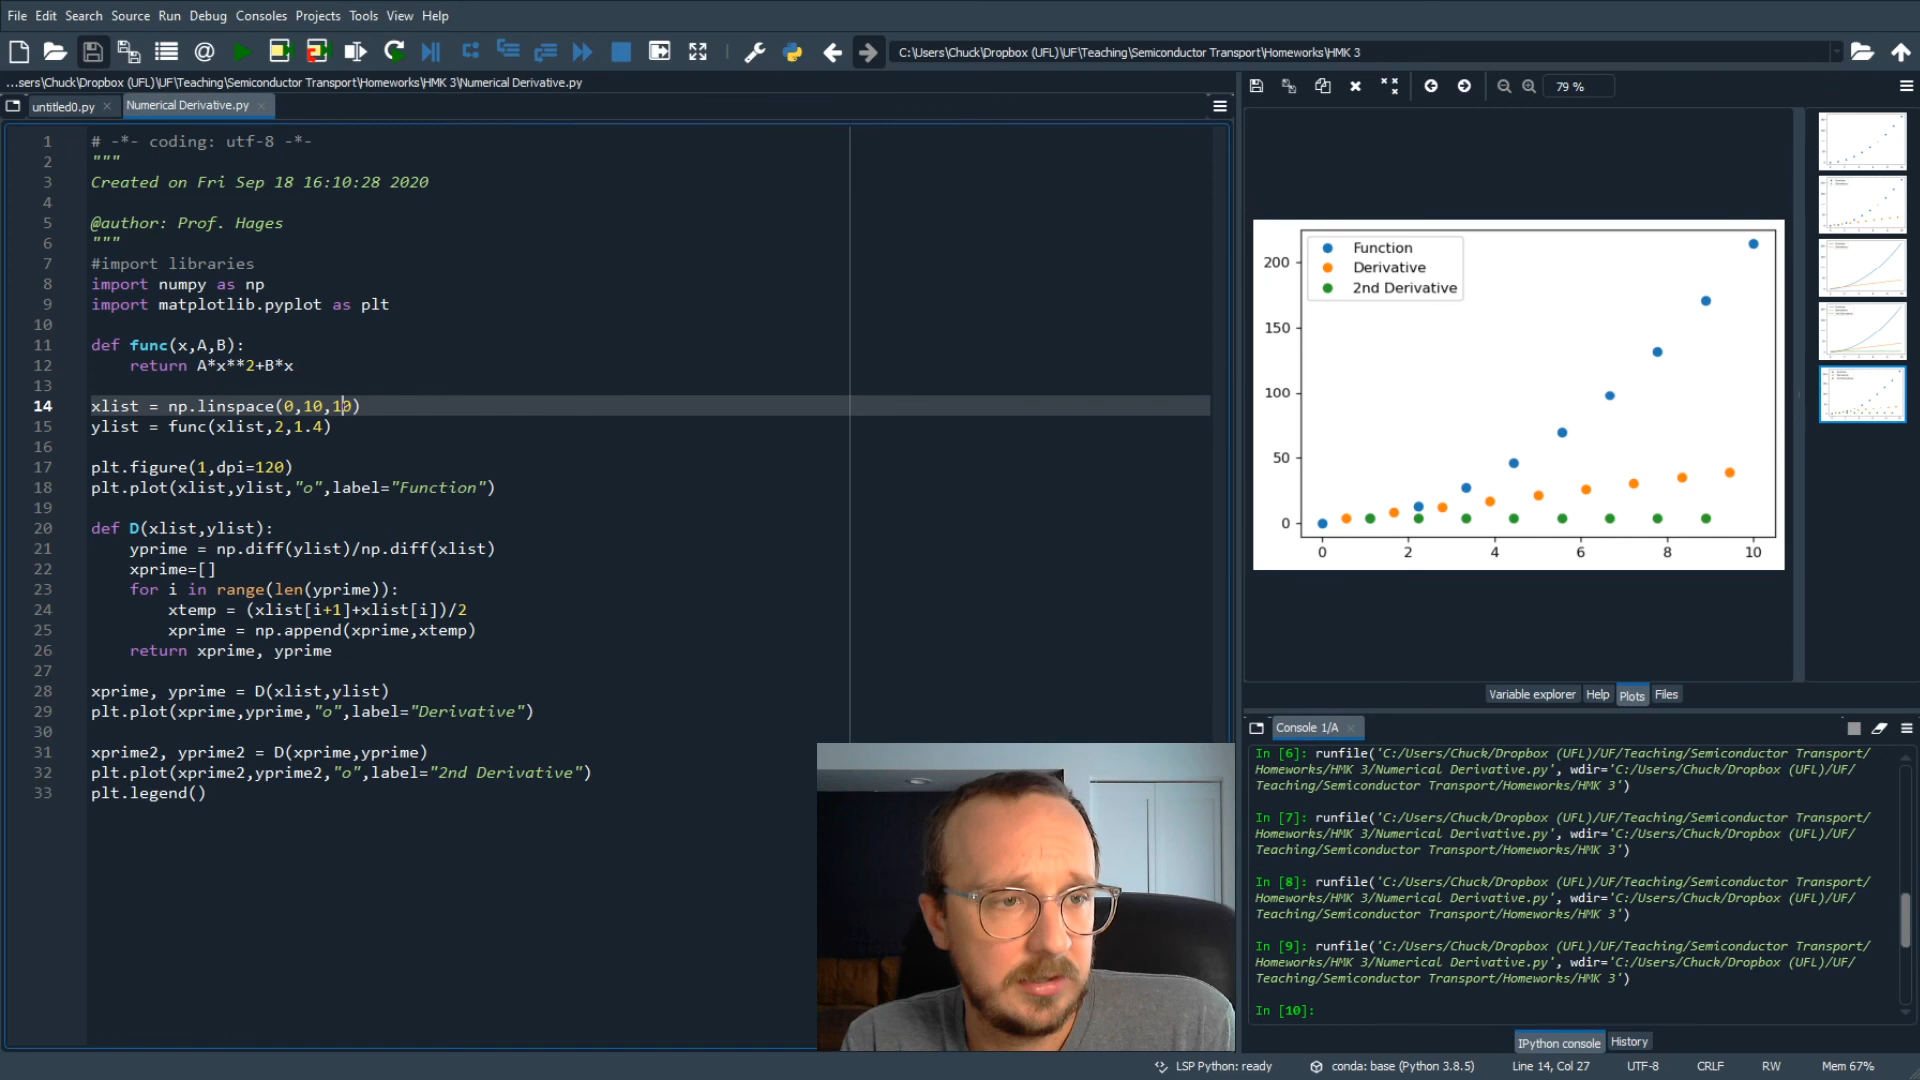 File Edit Search Source Run Debug Consoles Projects Tools View Help
C:\Users\Chuck\Dropbox (UFL)\UF\Teaching\Semiconductor Transport\Homeworks\HMK 3
...sers\Chuck\Dropbox (UFL)\UF\Teaching\Semiconductor Transport\Homeworks\HMK 3\Numerical Derivative.py
untitled0.py
Numerical Derivative.py
79 %
1 # -*- coding: utf-8 -*-
2 """
3 Created on Fri Sep 18 16:10:28 2020
4
5 @author: Prof. Hages
6 """
7 #import libraries
8 import numpy as np
9 import matplotlib.pyplot as plt
10
11 def func(x,A,B):
12 return A*x**2+B*x
13
14 xlist = np.linspace(0,10,10)
15 ylist = func(xlist,2,1.4)
16
17 plt.figure(1,dpi=120)
18 plt.plot(xlist,ylist,"o",label="Function")
19
20 def D(xlist,ylist):
21 yprime = np.diff(ylist)/np.diff(xlist)
22 xprime=[]
23 for i in range(len(yprime)):
24 xtemp = (xlist[i+1]+xlist[i])/2
25 xprime = np.append(xprime,xtemp)
26 return xprime, yprime
27
28 xprime, yprime = D(xlist,ylist)
29 plt.plot(xprime,yprime,"o",label="Derivative")
30
31 xprime2, yprime2 = D(xprime,yprime)
32 plt.plot(xprime2,yprime2,"o",label="2nd Derivative")
33 plt.legend()
Function
Derivative
2nd Derivative
200
150
100
50
0
0 2 4 6 8 10
Variable explorer Help Plots Files
Console 1/A
In [6]: runfile('C:/Users/Chuck/Dropbox (UFL)/UF/Teaching/Semiconductor Transport/
Homeworks/HMK 3/Numerical Derivative.py', wdir='C:/Users/Chuck/Dropbox (UFL)/UF/
Teaching/Semiconductor Transport/Homeworks/HMK 3')
In [7]: runfile('C:/Users/Chuck/Dropbox (UFL)/UF/Teaching/Semiconductor Transport/
Homeworks/HMK 3/Numerical Derivative.py', wdir='C:/Users/Chuck/Dropbox (UFL)/UF/
Teaching/Semiconductor Transport/Homeworks/HMK 3')
In [8]: runfile('C:/Users/Chuck/Dropbox (UFL)/UF/Teaching/Semiconductor Transport/
Homeworks/HMK 3/Numerical Derivative.py', wdir='C:/Users/Chuck/Dropbox (UFL)/UF/
Teaching/Semiconductor Transport/Homeworks/HMK 3')
In [9]: runfile('C:/Users/Chuck/Dropbox (UFL)/UF/Teaching/Semiconductor Transport/
Homeworks/HMK 3/Numerical Derivative.py', wdir='C:/Users/Chuck/Dropbox (UFL)/UF/
Teaching/Semiconductor Transport/Homeworks/HMK 3')
In [10]:
IPython console History
LSP Python: ready conda: base (Python 3.8.5) Line 14, Col 27 UTF-8 CRLF RW Mem 67%